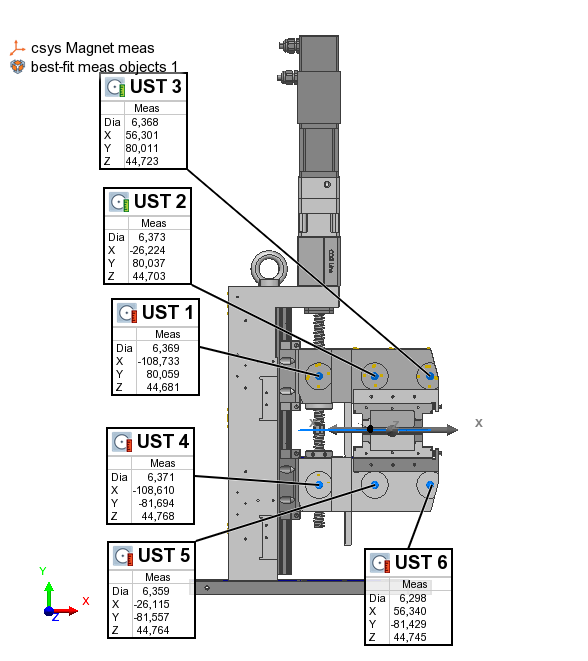 csys Magnet meas
best-fit meas objects 1
UST 3
Meas
Dia 6,368
X 56,301
Y 80,011
Z 44,723
UST 2
Meas
Dia 6,373
X -26,224
Y 80,037
Z 44,703
UST 1
Meas
Dia 6,369
X -108,733
Y 80,059
Z 44,681
UST 4
Meas
Dia 6,371
X -108,610
Y -81,694
Z 44,768
UST 5
Meas
Dia 6,359
X -26,115
Y -81,557
Z 44,764
UST 6
Meas
Dia 6,298
X 56,340
Y -81,429
Z 44,745
X
Z
Y
X
Z